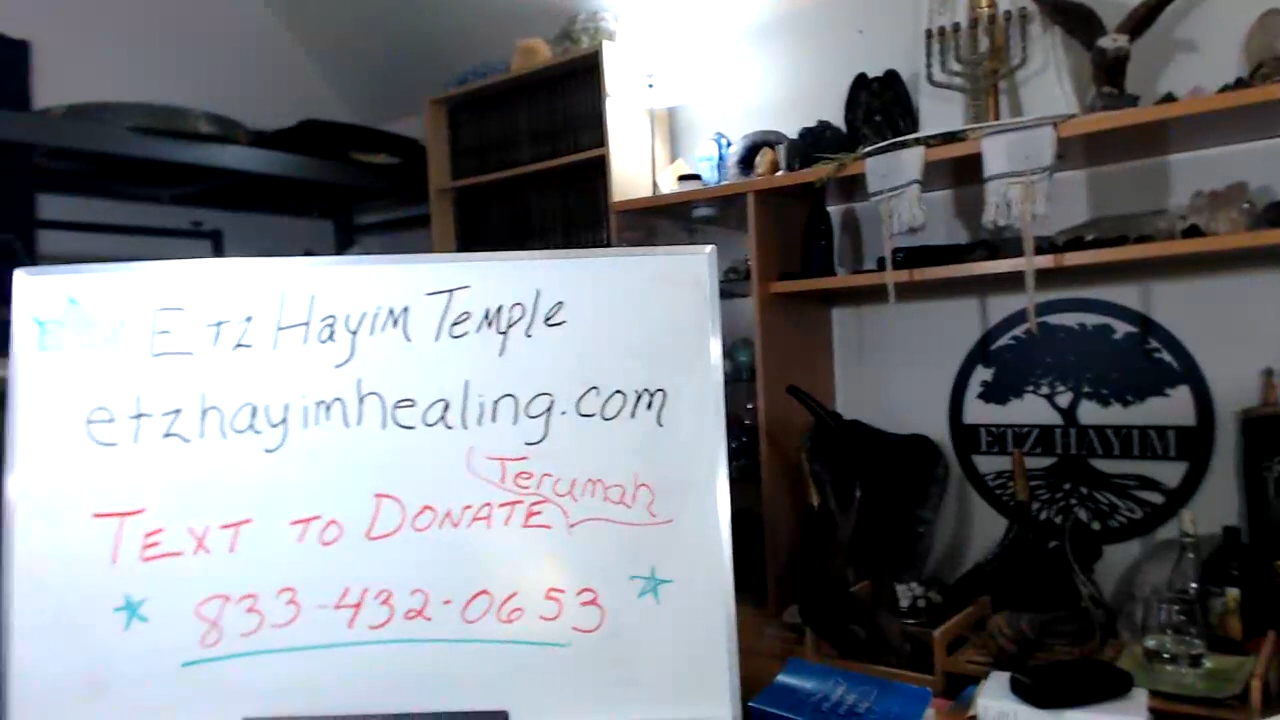 Etz Hayim Temple
etzhayimhealing.com
Terumah
TEXT TO DONATE
* 833-432-0653 *
ETZ HAYIM